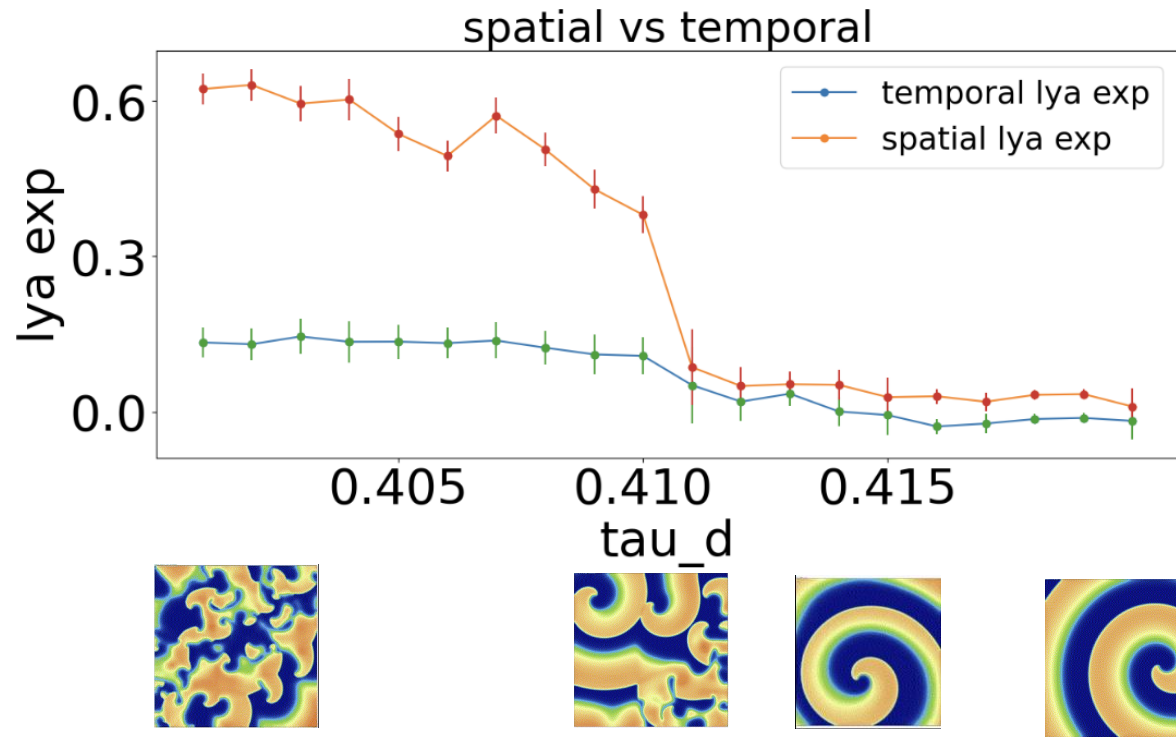 spatial vs temporal
temporal lya exp
spatial lya exp
lya exp
0.6
0.3
0.0
0.405 0.410 0.415
tau_d